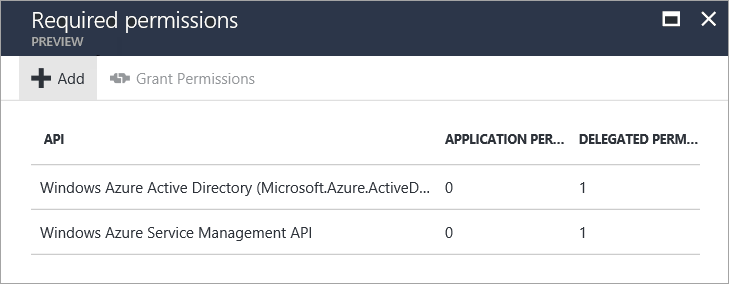 Required permissions
PREVIEW
Add Grant Permissions
API APPLICATION PER... DELEGATED PERM...
Windows Azure Active Directory (Microsoft.Azure.ActiveD... 0 1
Windows Azure Service Management API 0 1